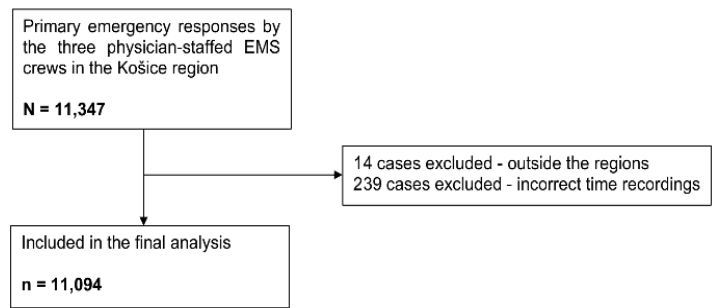 Primary emergency responses by
the three physician-staffed EMS
crews in the Košice region
N = 11,347
14 cases excluded - outside the regions
239 cases excluded - incorrect time recordings
Included in the final analysis
n = 11,094